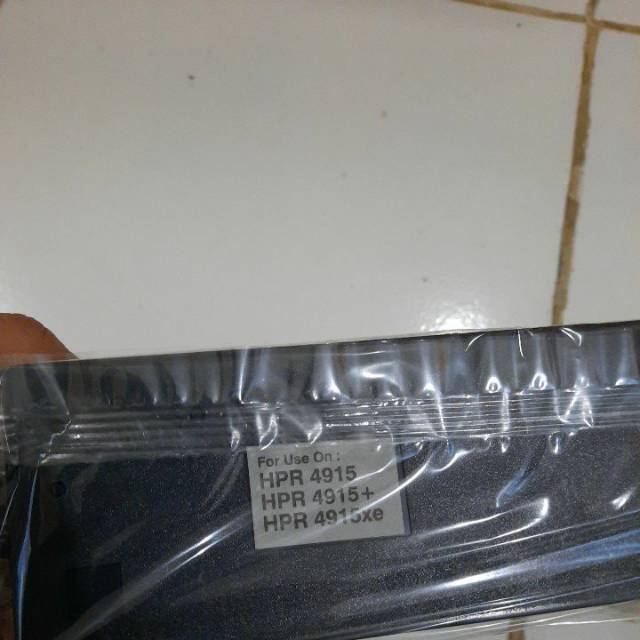 For Use On :
HPR 4915
HPR 4915+
HPR 4915xe